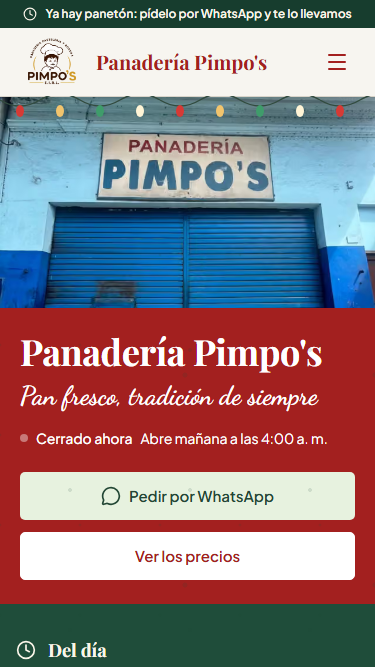 Ya hay panetón: pídelo por WhatsApp y te lo llevamos
PIMPO'S
Panadería Pimpo's
PANADERÍA
PIMPO'S
Panadería Pimpo's
Pan fresco, tradición de siempre
Cerrado ahora Abre mañana a las 4:00 a. m.
Pedir por WhatsApp
Ver los precios
Del día